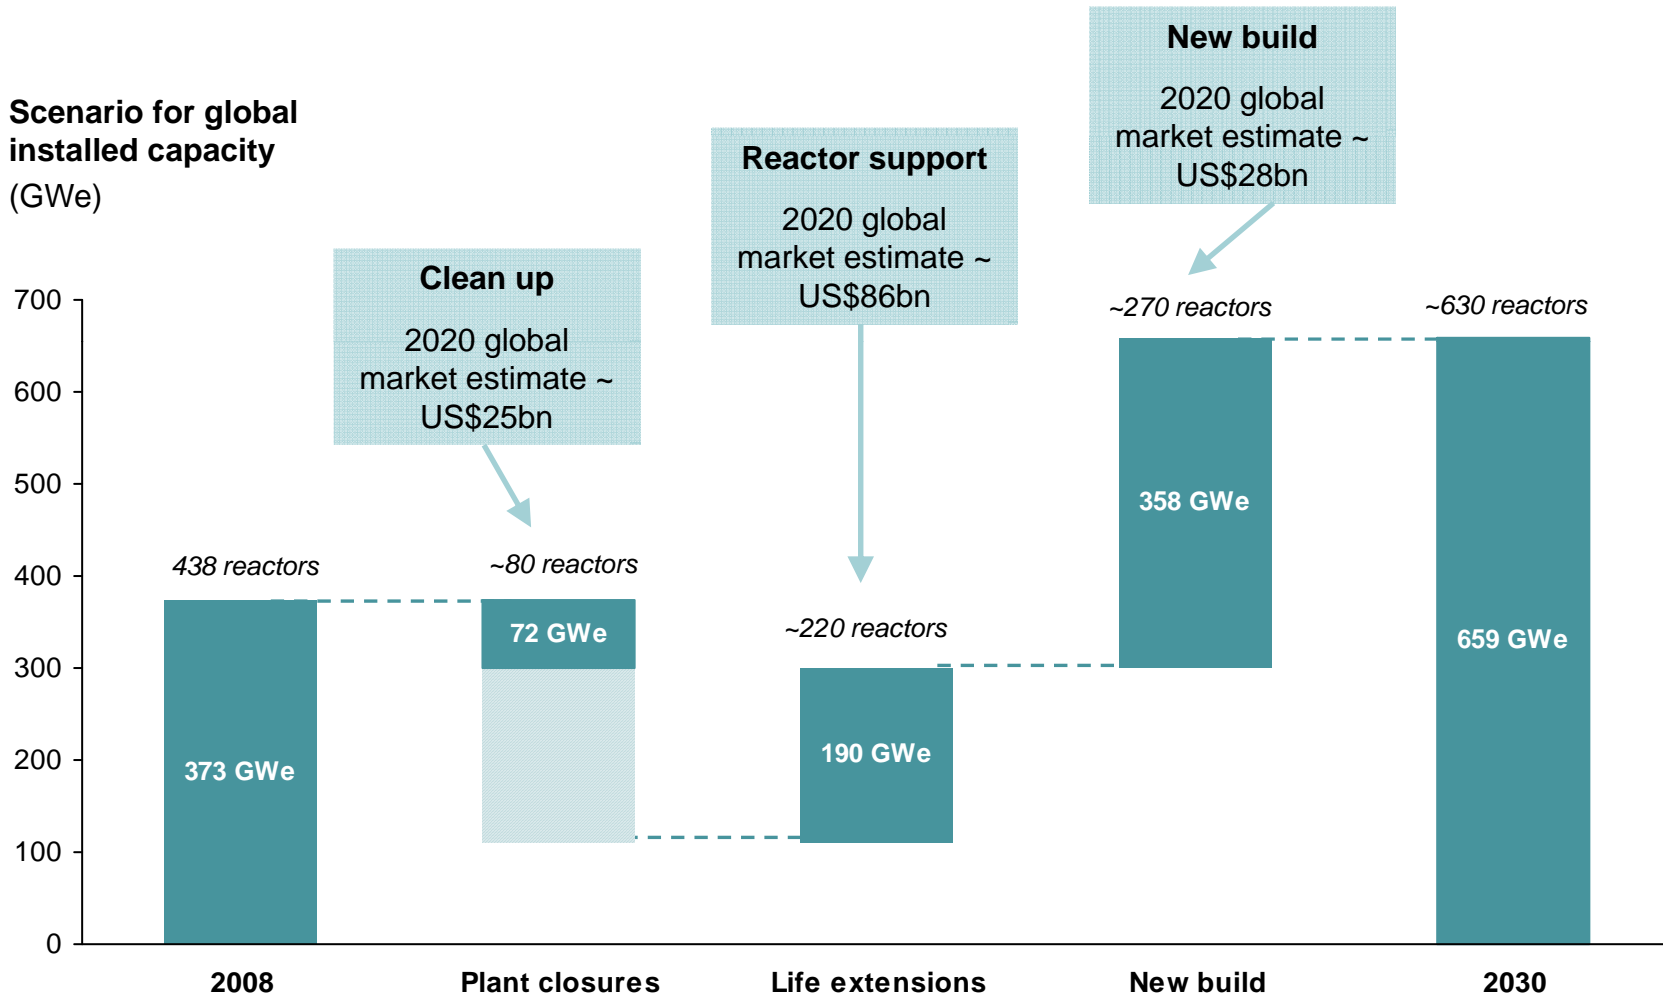 Scenario for global
installed capacity
(GWe)
New build
2020 global
market estimate ~
US$28bn
Reactor support
2020 global
market estimate ~
US$86bn
Clean up
2020 global
market estimate ~
US$25bn
700
600
500
400
300
200
100
0
438 reactors
~80 reactors
~220 reactors
~270 reactors
~630 reactors
373 GWe
72 GWe
190 GWe
358 GWe
659 GWe
2008
Plant closures
Life extensions
New build
2030